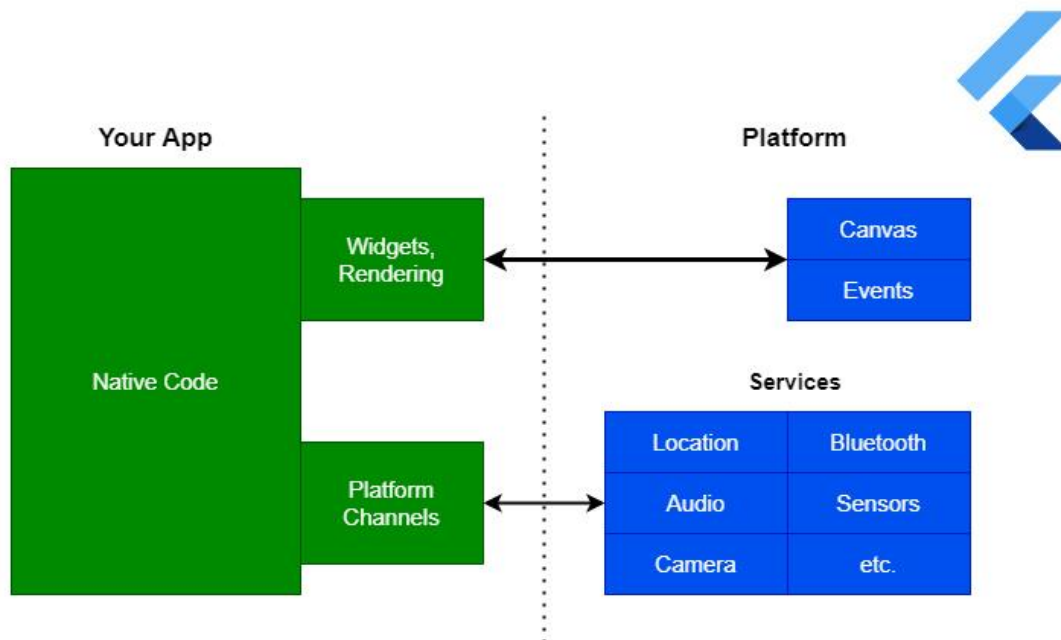 Your App
Platform
Widgets,
Rendering
Canvas
Events
Native Code
Services
Platform
Channels
Location
Bluetooth
Audio
Sensors
Camera
etc.